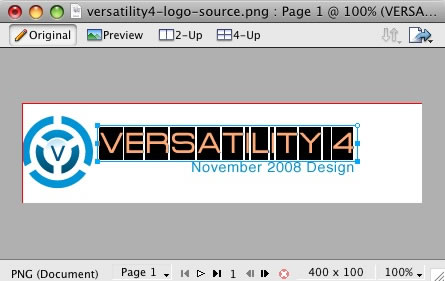 versatility4-logo-source.png : Page 1 @ 100% (VERSA...
Original Preview 2-Up 4-Up
V
VERSATILITY 4
November 2008 Design
PNG (Document) Page 1 1 400 x 100 100%